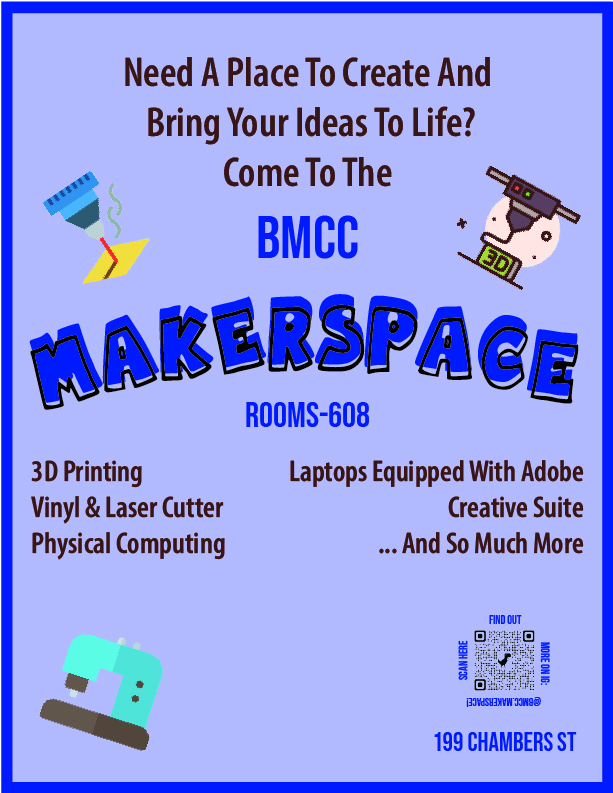 Need A Place To Create And
Bring Your Ideas To Life?
Come To The
BMCC
MAKERSPACE
ROOMS-608
3D
3D Printing
Vinyl & Laser Cutter
Physical Computing
Laptops Equipped With Adobe
Creative Suite
... And So Much More
FIND OUT
MORE ON IG:
@BMCC.MAKERSPACE!
SCAN HERE
199 CHAMBERS ST